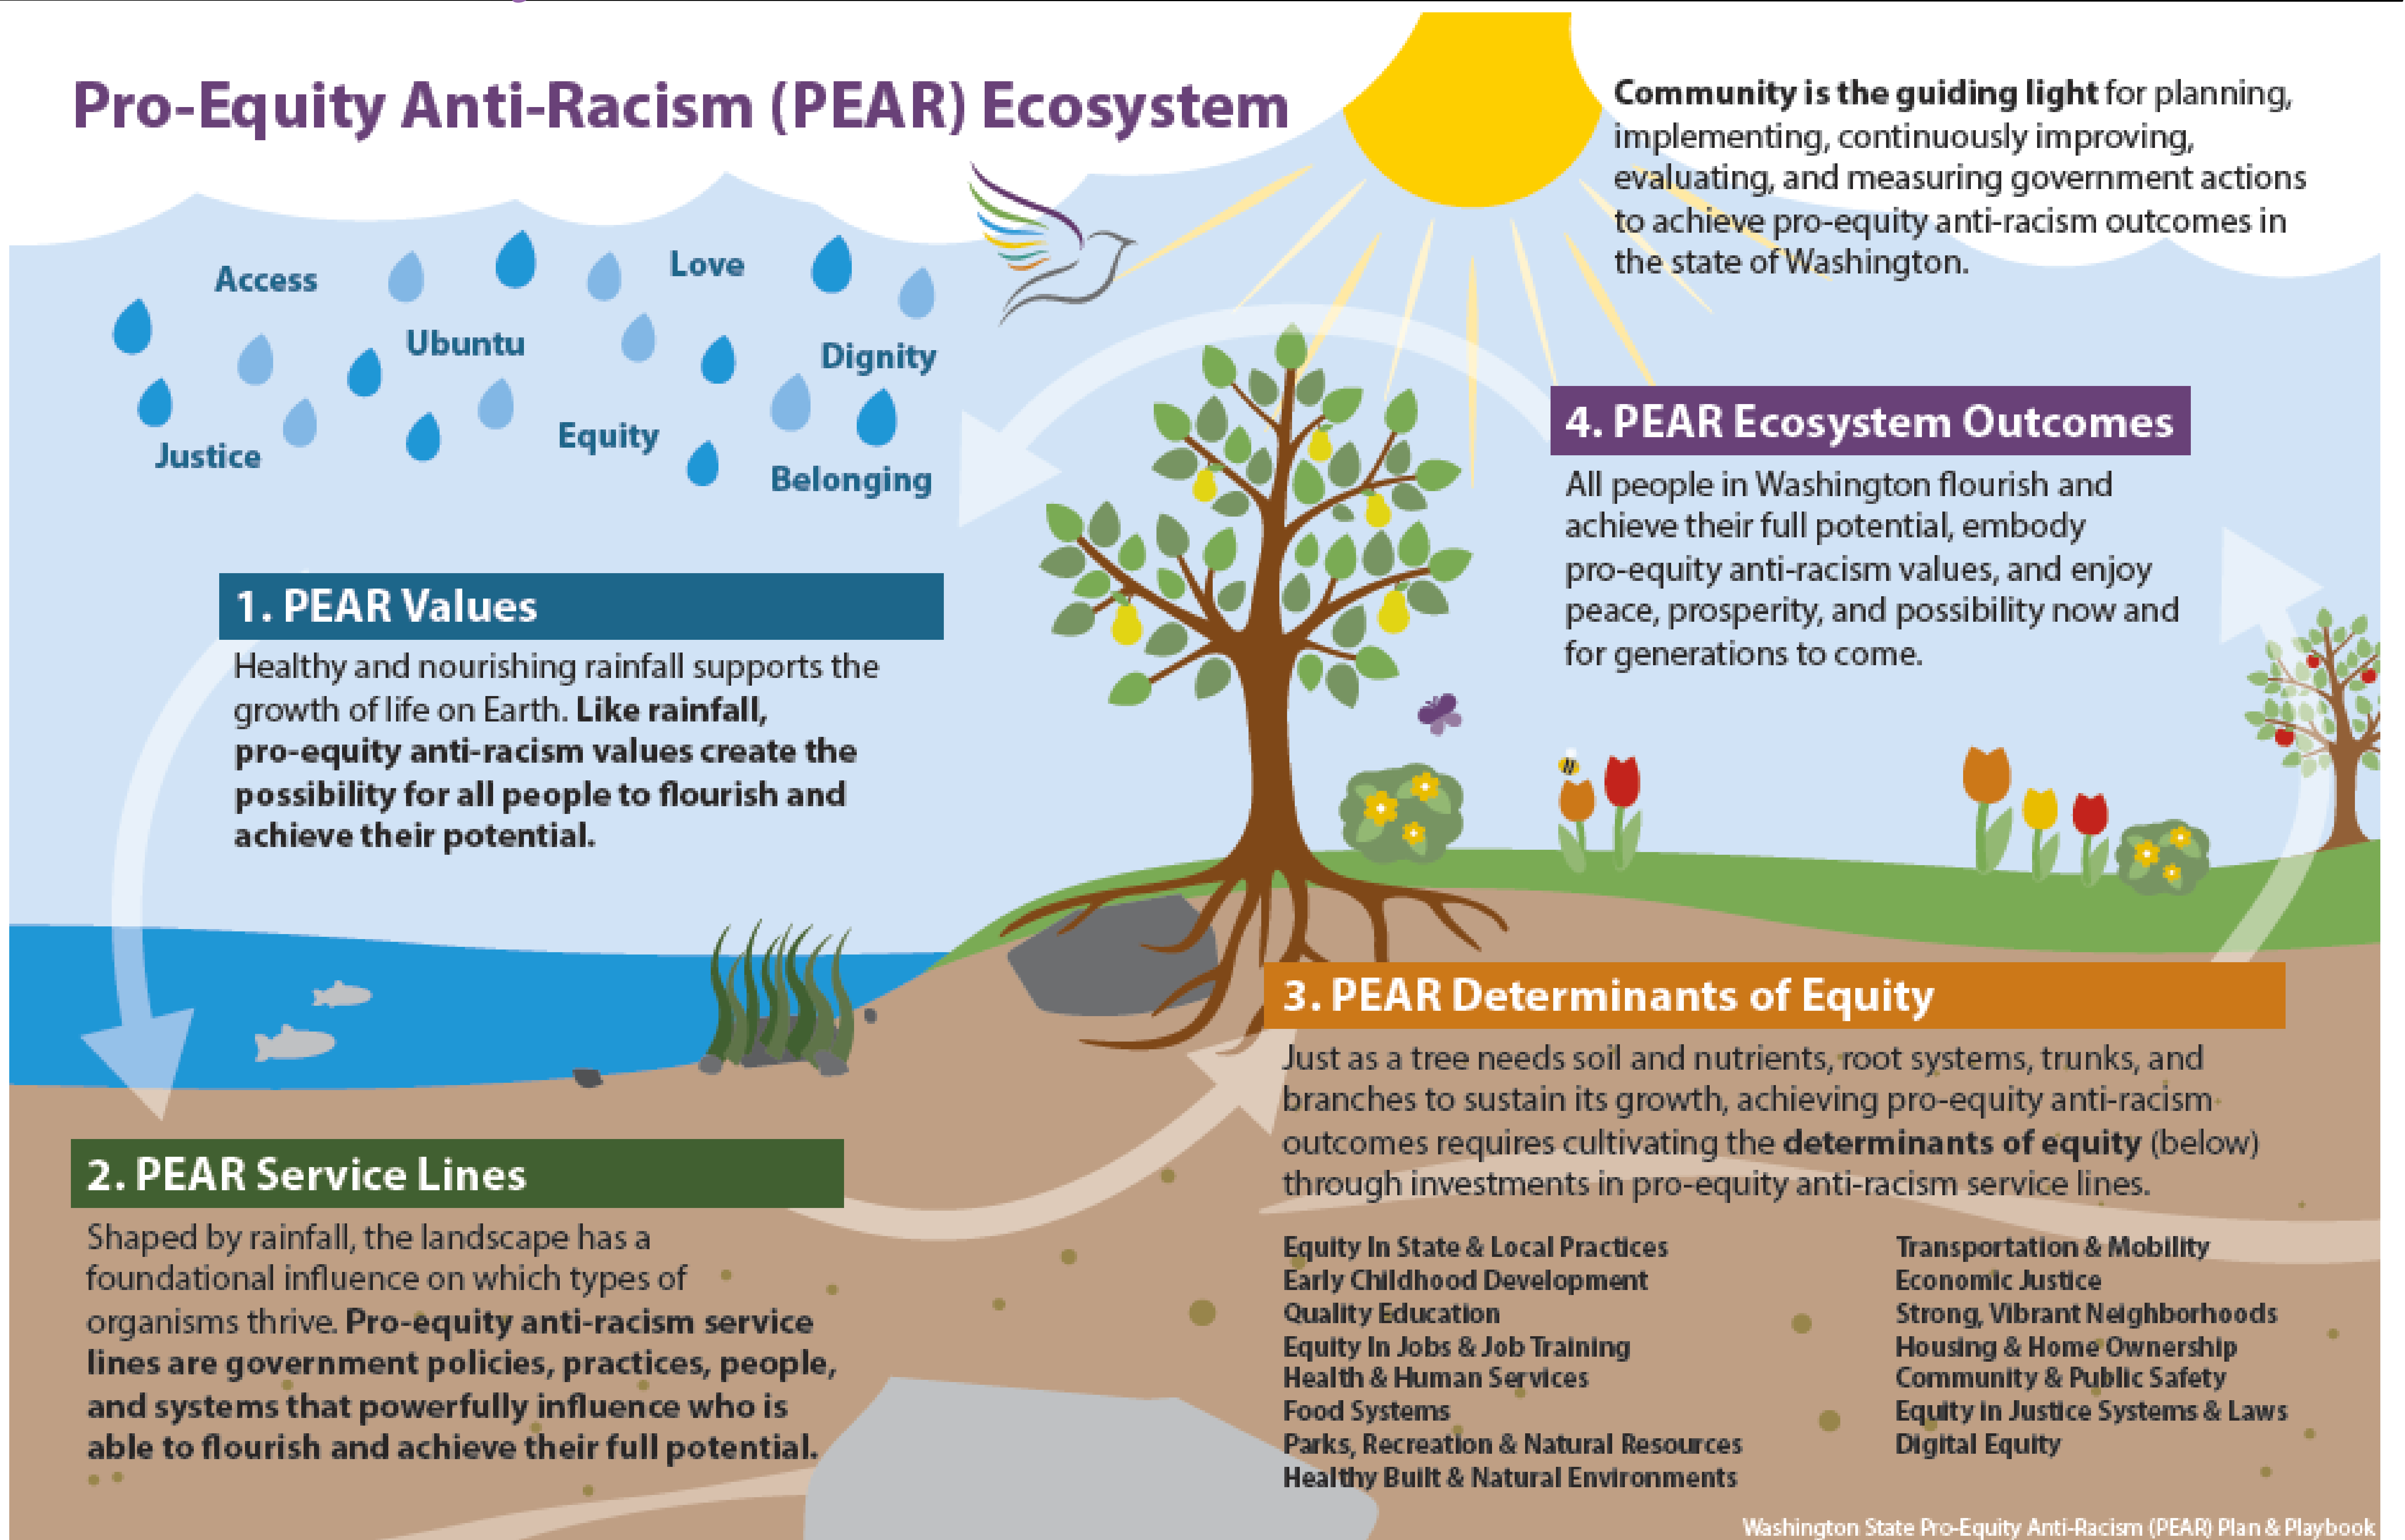 Pro-Equity Anti-Racism (PEAR) Ecosystem
Community is the guiding light for planning,
implementing, continuously improving,
evaluating, and measuring government actions
to achieve pro-equity anti-racism outcomes in
the state of Washington.
Access
Love
Ubuntu
Dignity
Justice
Equity
Belonging
1. PEAR Values
Healthy and nourishing rainfall supports the
growth of life on Earth. Like rainfall,
pro-equity anti-racism values create the
possibility for all people to flourish and
achieve their potential.
2. PEAR Service Lines
Shaped by rainfall, the landscape has a
foundational influence on which types of
organisms thrive. Pro-equity anti-racism service
lines are government policies, practices, people,
and systems that powerfully influence who is
able to flourish and achieve their full potential.
3. PEAR Determinants of Equity
Just as a tree needs soil and nutrients, root systems, trunks, and
branches to sustain its growth, achieving pro-equity anti-racism
outcomes requires cultivating the determinants of equity (below)
through investments in pro-equity anti-racism service lines.
Equity In State & Local Practices
Early Childhood Development
Quality Education
Equity In Jobs & Job Training
Health & Human Services
Food Systems
Parks, Recreation & Natural Resources
Healthy Built & Natural Environments
Transportation & Mobility
Economic Justice
Strong, Vibrant Neighborhoods
Housing & Home Ownership
Community & Public Safety
Equity in Justice Systems & Laws
Digital Equity
4. PEAR Ecosystem Outcomes
All people in Washington flourish and
achieve their full potential, embody
pro-equity anti-racism values, and enjoy
peace, prosperity, and possibility now and
for generations to come.
Washington State Pro-Equity Anti-Racism (PEAR) Plan & Playbook